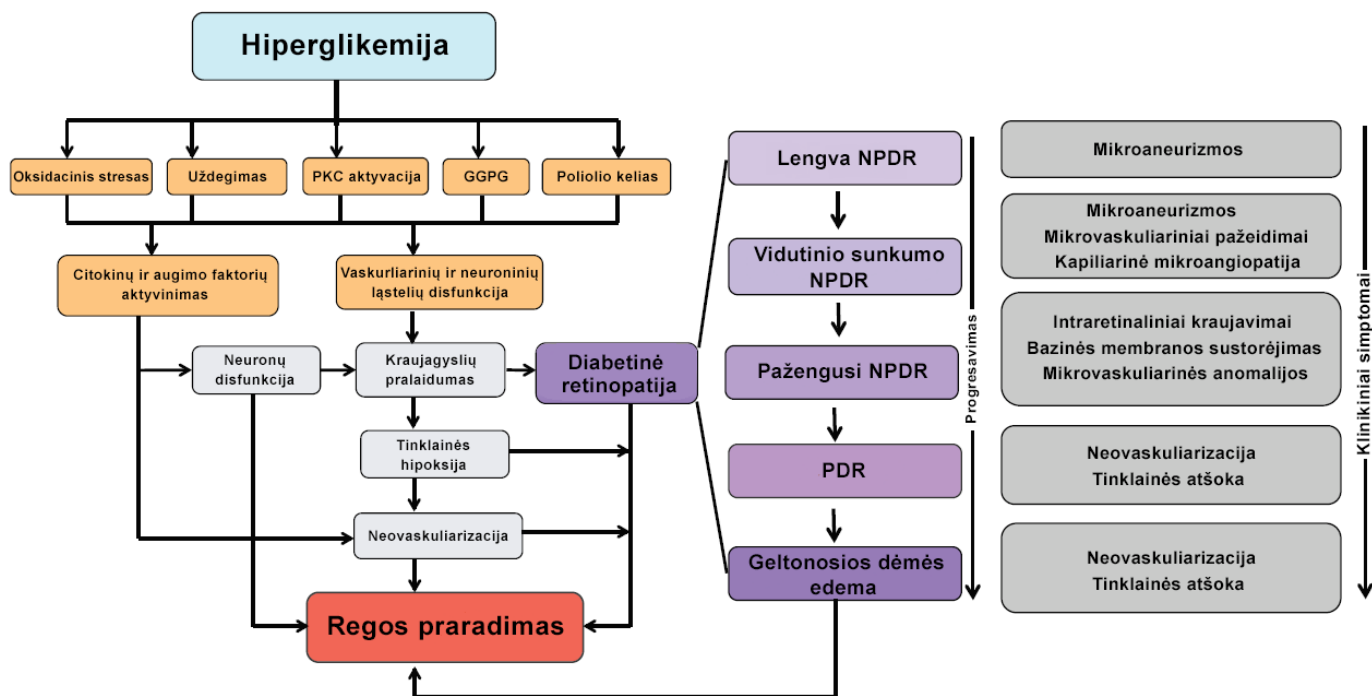 Hiperglikemija
Oksidacinis stresas
Uždegimas
PKC aktyvacija
GGPG
Poliolio kelias
Citokinų ir augimo faktorių
aktyvinimas
Vaskurliarinių ir neuroninių
ląstelių disfunkcija
Neuronų
disfunkcija
Kraujagyslių
pralaidumas
Diabetinė
retinopatija
Tinklainės
hipoksija
Neovaskuliarizacija
Regos praradimas
Lengva NPDR
Vidutinio sunkumo
NPDR
Pažengusi NPDR
PDR
Geltonosios dėmės
edema
Progresavimas
Mikroaneurizmos
Mikroaneurizmos
Mikrovaskuliariniai pažeidimai
Kapiliarinė mikroangiopatija
Intraretinaliniai kraujavimai
Bazinės membranos sustorėjimas
Mikrovaskuliarinės anomalijos
Neovaskuliarizacija
Tinklainės atšoka
Neovaskuliarizacija
Tinklainės atšoka
Klinikiniai simptomai